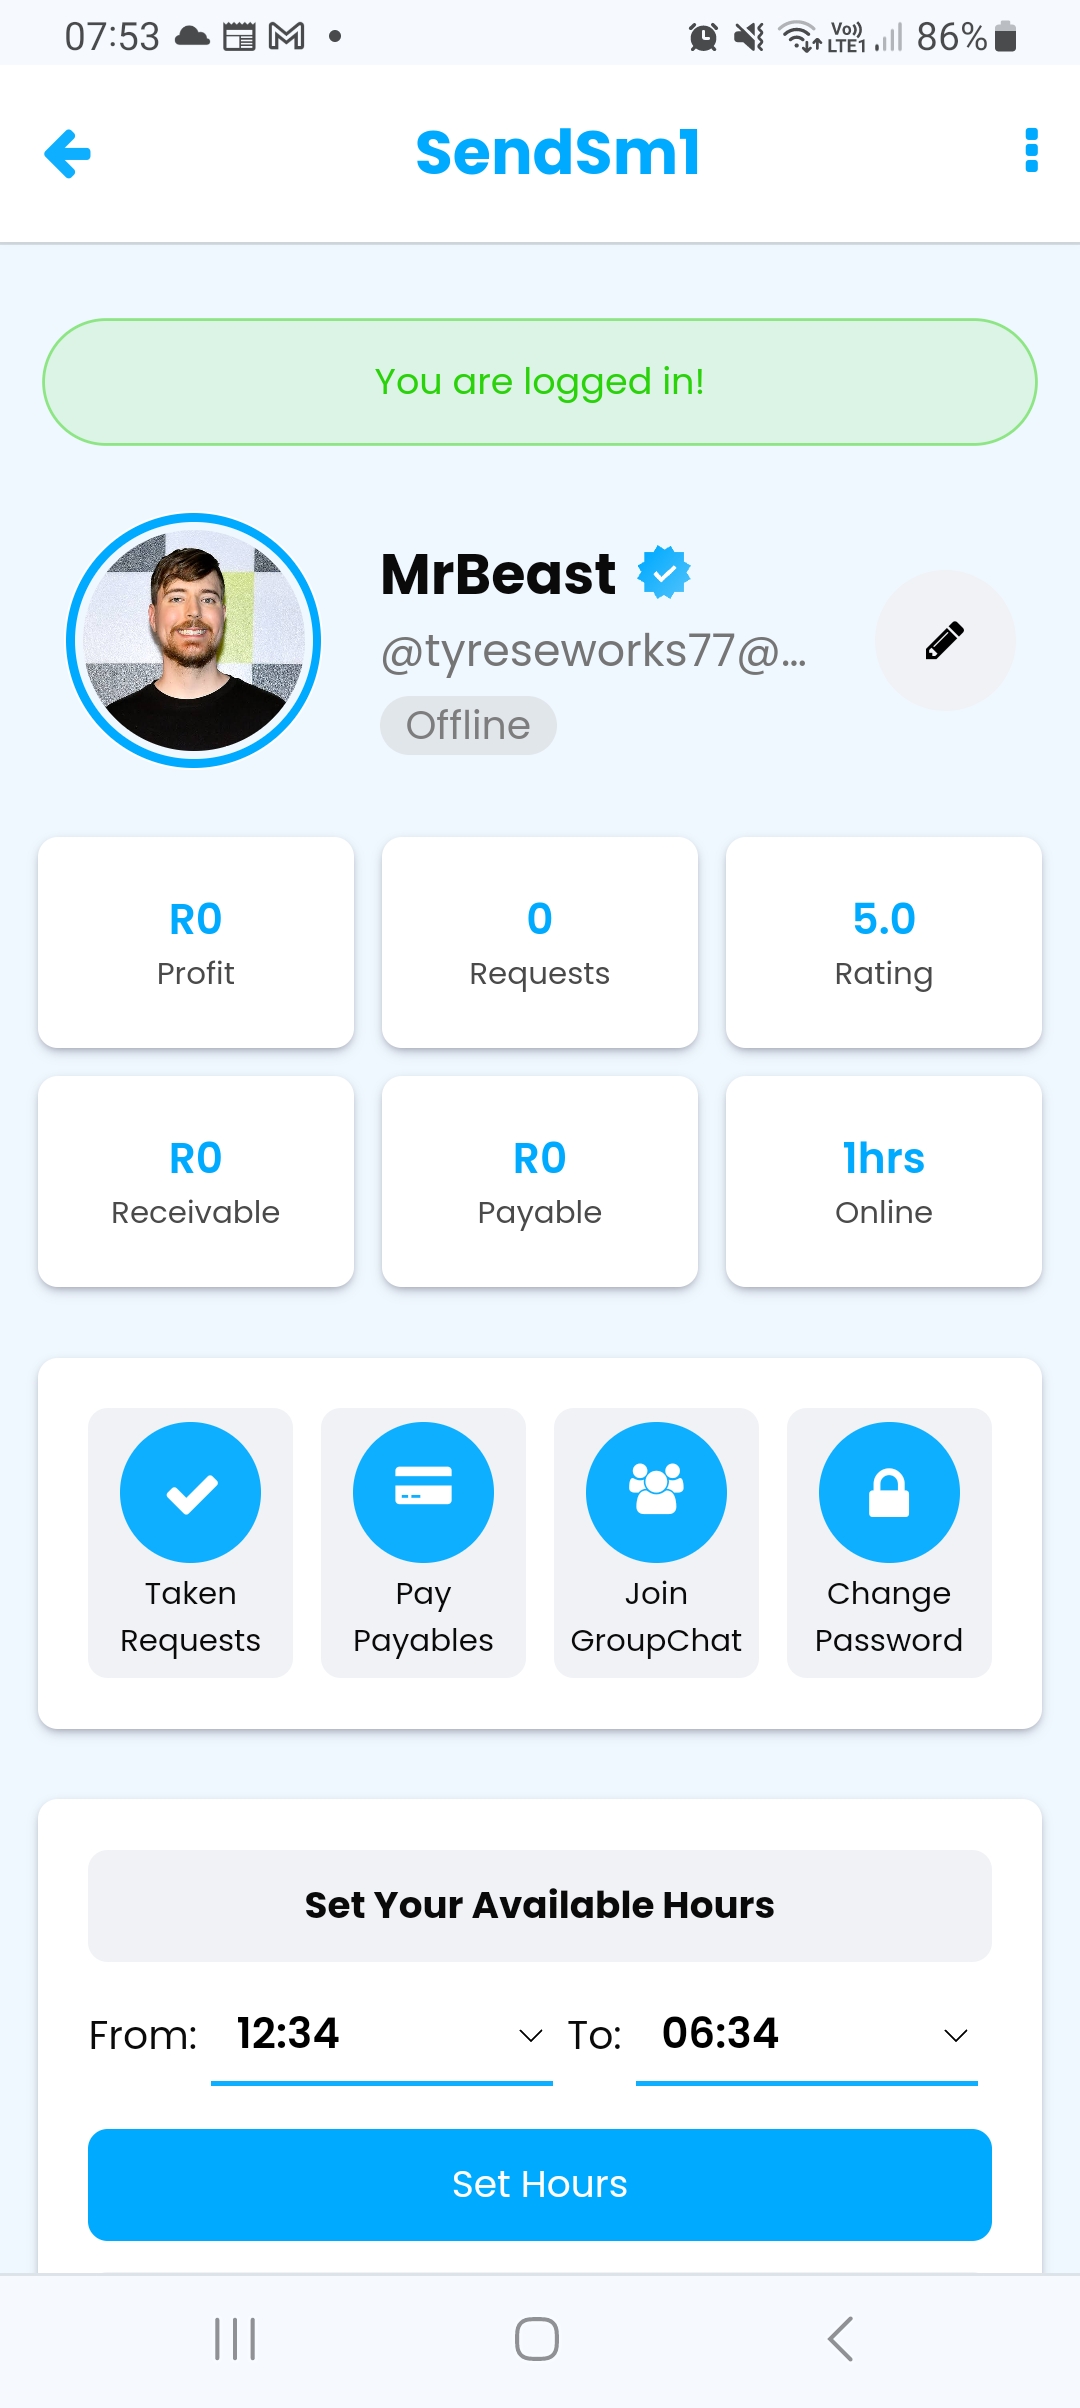 07:53
Vo))
LTE1
86%
SendSm1
You are logged in!
MrBeast
@tyreseworks77@...
Offline
R0
Profit
0
Requests
5.0
Rating
R0
Receivable
R0
Payable
1hrs
Online
Taken
Requests
Pay
Payables
Join
GroupChat
Change
Password
Set Your Available Hours
From: 12:34 To: 06:34
Set Hours